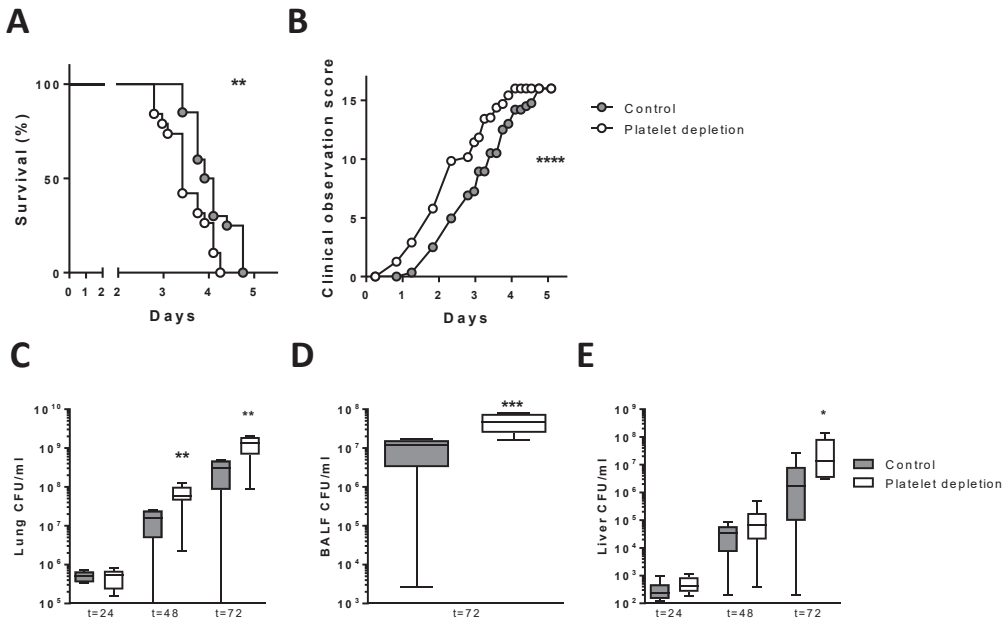 A
B
Survival (%)
100
50
0
**
0 1 2 2 3 4 5
Days
Clinical observation score
15
10
5
0
****
0 1 2 3 4 5
Days
Control
Platelet depletion
C
D
E
Lung CFU/ml
10^10
10^9
10^8
10^7
10^6
10^5
**
**
t=24 t=48 t=72
BALF CFU/ml
10^8
10^7
10^6
10^5
10^4
10^3
***
t=72
Liver CFU/ml
10^9
10^8
10^7
10^6
10^5
10^4
10^3
10^2
*
t=24 t=48 t=72
Control
Platelet depletion